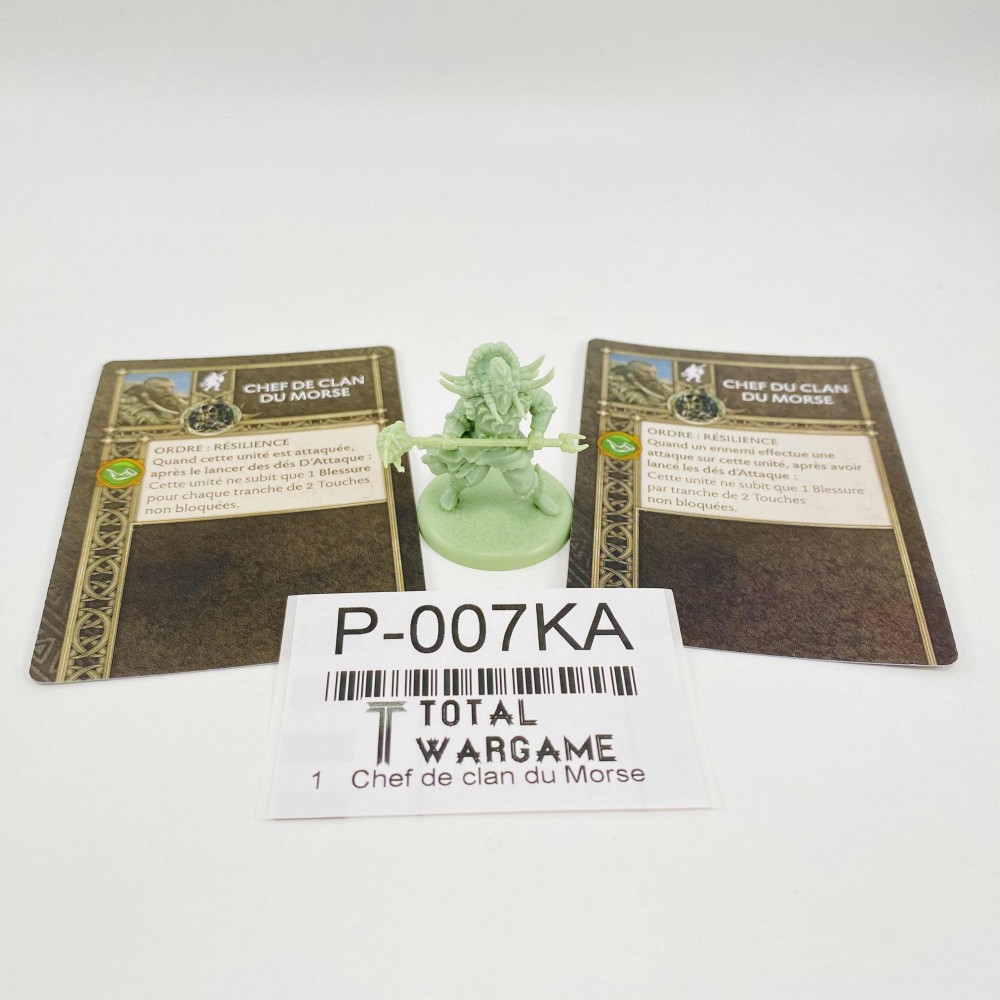 CHEF DE CLAN
DU MORSE
ORDRE : RÉSILIENCE
Quand cette unité est attaquée,
après le lancer des dés D'Attaque :
Cette unité ne subit que 1 Blessure
pour chaque tranche de 2 Touches
non bloquées.
CHEF DU CLAN
DU MORSE
ORDRE : RÉSILIENCE
Quand un ennemi effectue une
attaque sur cette unité, après avoir
lancé les dés d'Attaque :
Cette unité ne subit que 1 Blessure
par tranche de 2 Touches
non bloquées.
P-007KA
TOTAL
WARGAME
1 Chef de clan du Morse